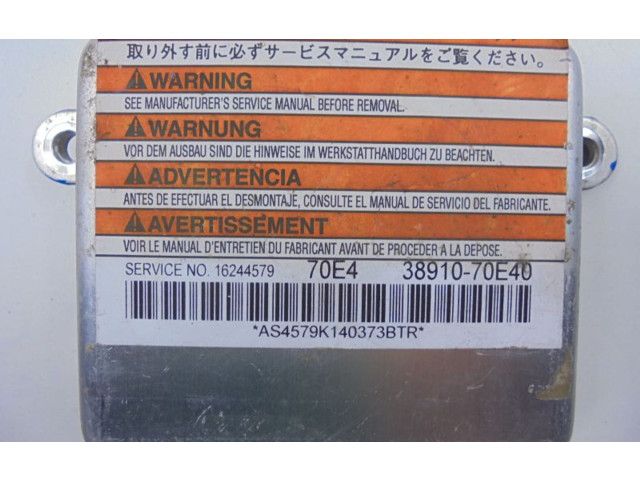 取り外す前に必ずサービスマニュアルをご覧ください。
WARNING
SEE MANUFACTURER'S SERVICE MANUAL BEFORE REMOVAL.
WARNUNG
VOR DEM AUSBAU SIND DIE HINWEISE IM WERKSTATTHANDBUCH ZU BEACHTEN.
ADVERTENCIA
ANTES DE EFECTUAR EL DESMONTAJE, CONSULTE EL MANUAL DE SERVICIO DEL FABRICANTE.
AVERTISSEMENT
VOIR LE MANUEL D'ENTRETIEN DU FABRICANT AVANT DE PROCEDER A LA DEPOSE.
SERVICE NO. 16244579 70E4 38910-70E40
*AS4579K140373BTR*